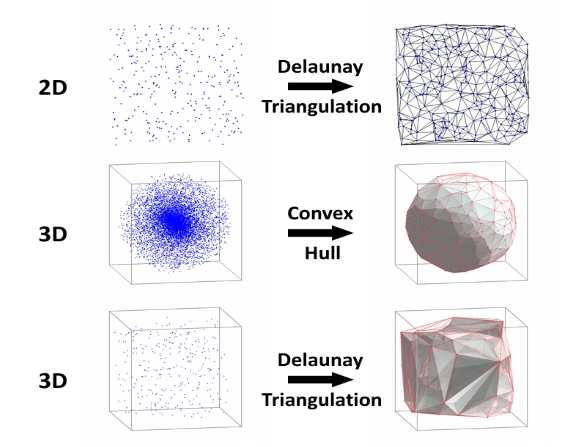 2D
Delaunay
Triangulation
3D
Convex
Hull
3D
Delaunay
Triangulation